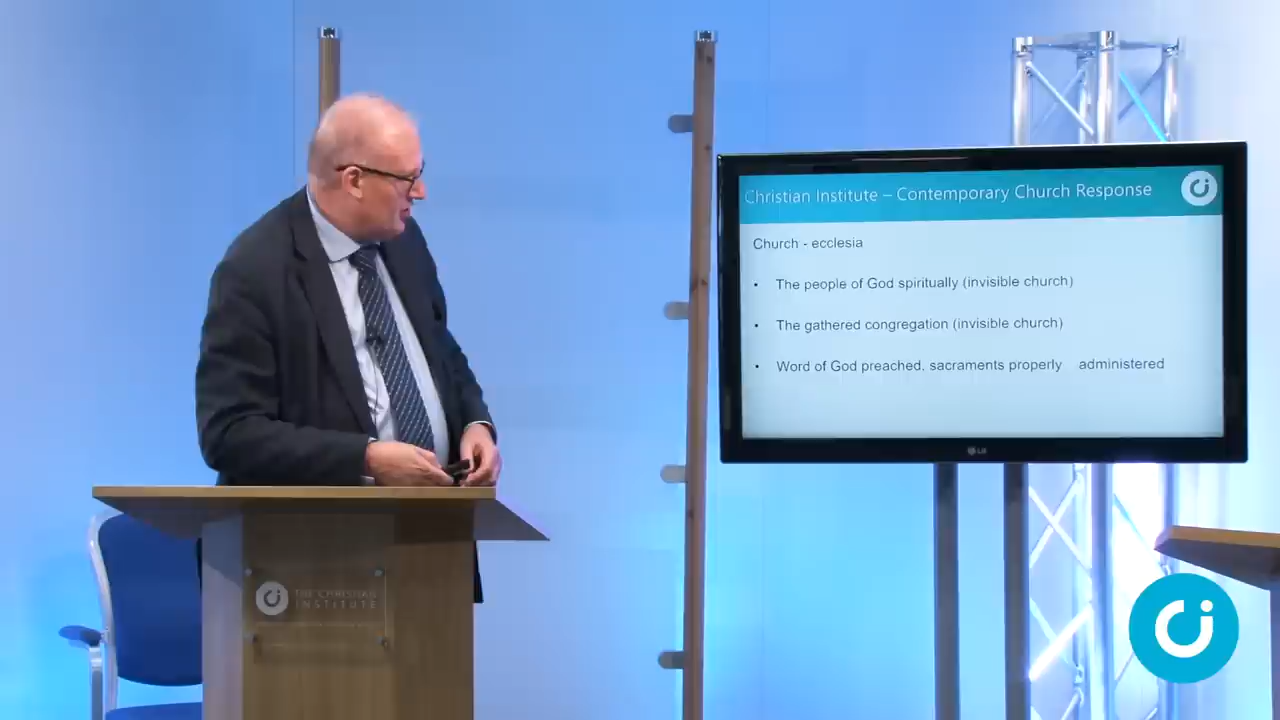 Christian Institute – Contemporary Church Response
Church - ecclesia
• The people of God spiritually (invisible church)
• The gathered congregation (invisible church)
• Word of God preached, sacraments properly administered
LG
THE CHRISTIAN
INSTITUTE